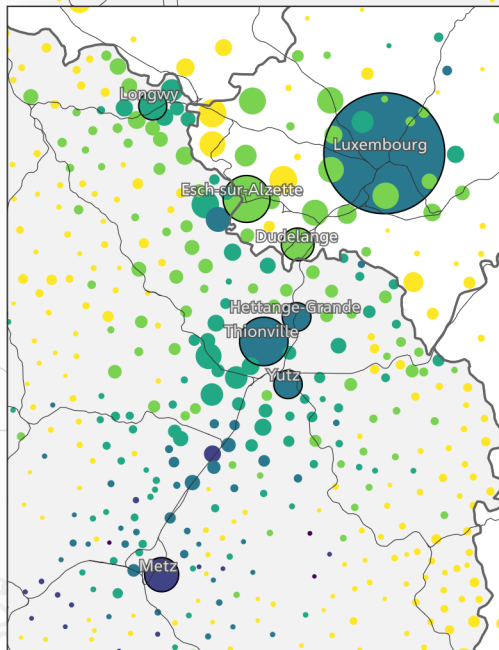 Longwy
Luxembourg
Esch-sur-Alzette
Dudelange
Hettange-Grande
Thionville
Yutz
Metz